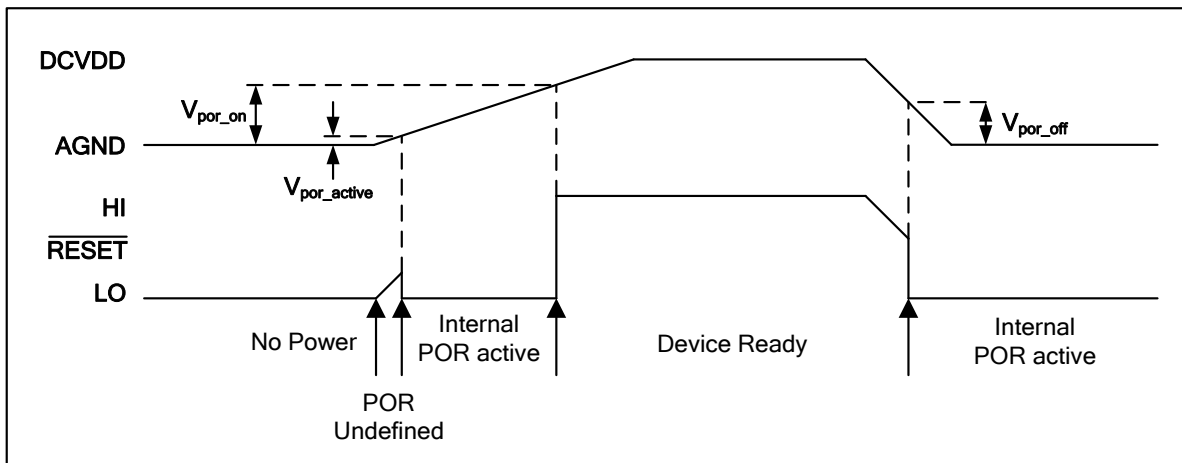 DCVDD
V_por_on
AGND
V_por_active
V_por_off
HI
RESET
LO
No Power
Internal
POR active
Device Ready
Internal
POR active
POR
Undefined